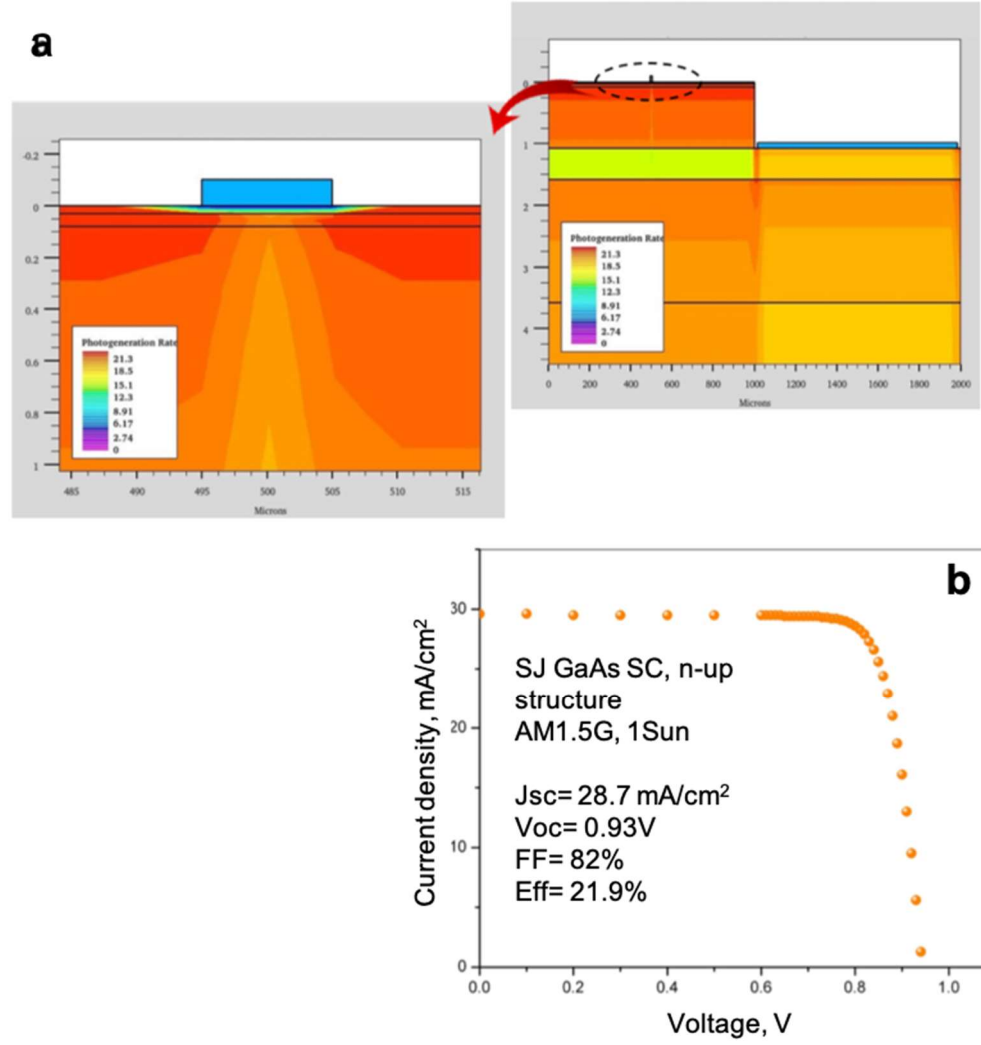 a
-0.2
0
0.2
0.4
0.6
0.8
1
Photogeneration Rate
21.3
18.5
15.1
12.3
8.91
6.17
2.74
0
485 490 495 500 505 510 515
Microns
0
1
2
3
4
Photogeneration Rate
21.3
18.5
15.1
12.3
8.91
6.17
2.74
0
0 200 400 600 800 1000 1200 1400 1600 1800 2000
Microns
b
Current density, mA/cm²
30
20
10
0
SJ GaAs SC, n-up
structure
AM1.5G, 1Sun
Jsc= 28.7 mA/cm²
Voc= 0.93V
FF= 82%
Eff= 21.9%
0.0 0.2 0.4 0.6 0.8 1.0
Voltage, V